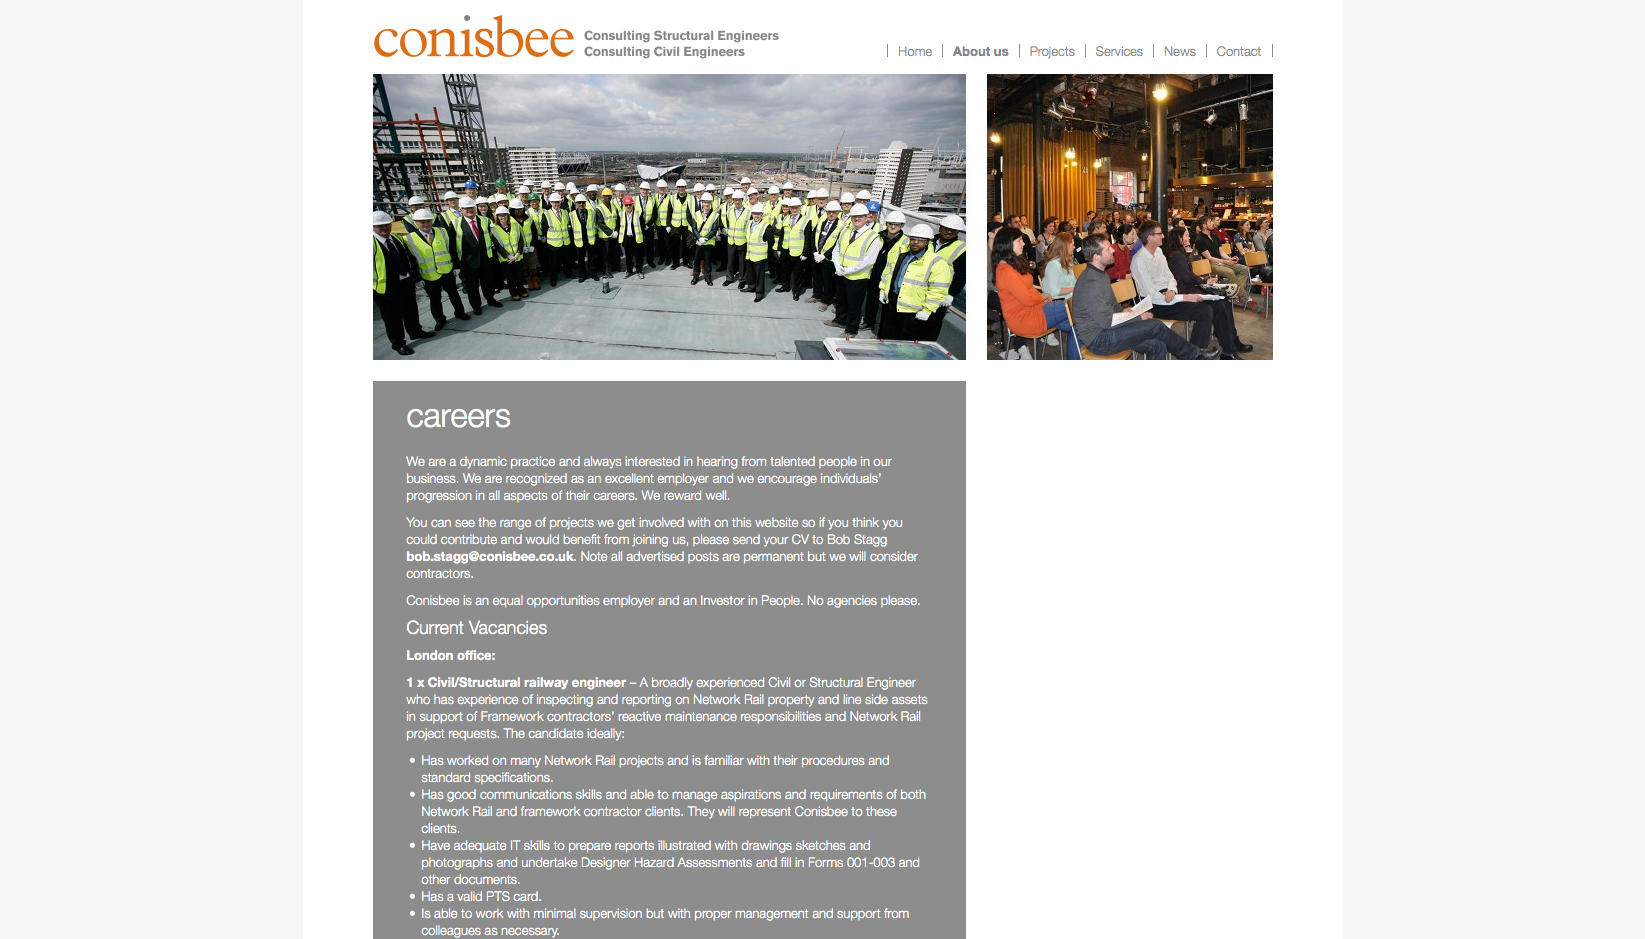 conisbee
Consulting Structural Engineers
Consulting Civil Engineers
Home
About us
Projects
Services
News
Contact
careers
We are a dynamic practice and always interested in hearing from talented people in our
business. We are recognized as an excellent employer and we encourage individuals’
progression in all aspects of their careers. We reward well.
You can see the range of projects we get involved with on this website so if you think you
could contribute and would benefit from joining us, please send your CV to Bob Stagg
bob.stagg@conisbee.co.uk. Note all advertised posts are permanent but we will consider
contractors.
Conisbee is an equal opportunities employer and an Investor in People. No agencies please.
Current Vacancies
London office:
1 x Civil/Structural railway engineer – A broadly experienced Civil or Structural Engineer
who has experience of inspecting and reporting on Network Rail property and line side assets
in support of Framework contractors’ reactive maintenance responsibilities and Network Rail
project requests. The candidate ideally:
• Has worked on many Network Rail projects and is familiar with their procedures and
standard specifications.
• Has good communications skills and able to manage aspirations and requirements of both
Network Rail and framework contractor clients. They will represent Conisbee to these
clients.
• Have adequate IT skills to prepare reports illustrated with drawings sketches and
photographs and undertake Designer Hazard Assessments and fill in Forms 001-003 and
other documents.
• Has a valid PTS card.
• Is able to work with minimal supervision but with proper management and support from
colleagues as necessary.